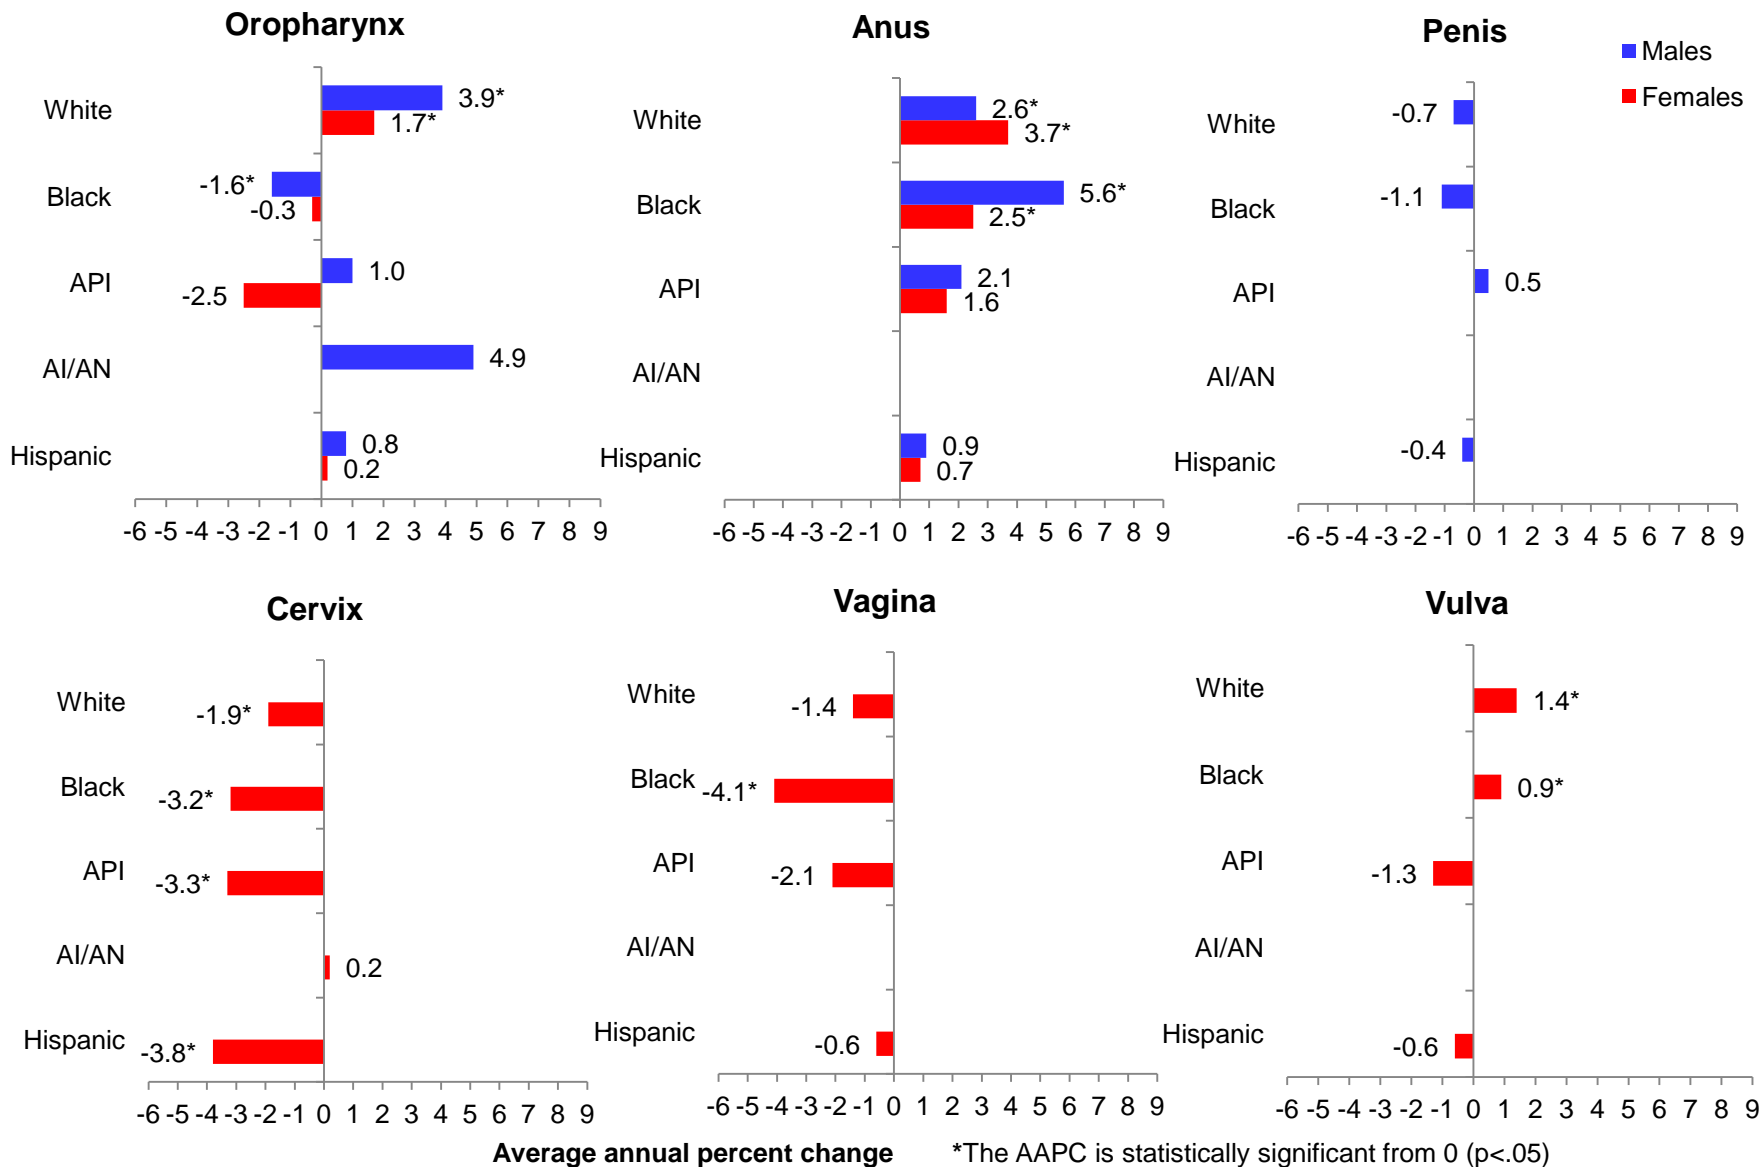 Oropharynx
White
3.9*
1.7*
Black
-1.6*
-0.3
API
1.0
-2.5
AI/AN
4.9
Hispanic
0.8
0.2
-6 -5 -4 -3 -2 -1 0 1 2 3 4 5 6 7 8 9
Anus
White
2.6*
3.7*
Black
5.6*
2.5*
API
2.1
1.6
AI/AN
Hispanic
0.9
0.7
-6 -5 -4 -3 -2 -1 0 1 2 3 4 5 6 7 8 9
Penis
Males
Females
White
-0.7
Black
-1.1
API
0.5
AI/AN
Hispanic
-0.4
-6 -5 -4 -3 -2 -1 0 1 2 3 4 5 6 7 8 9
Cervix
White
-1.9*
Black
-3.2*
API
-3.3*
AI/AN
0.2
Hispanic
-3.8*
-6 -5 -4 -3 -2 -1 0 1 2 3 4 5 6 7 8 9
Vagina
White
-1.4
Black
-4.1*
API
-2.1
AI/AN
Hispanic
-0.6
-6 -5 -4 -3 -2 -1 0 1 2 3 4 5 6 7 8 9
Vulva
White
1.4*
Black
0.9*
API
-1.3
AI/AN
Hispanic
-0.6
-6 -5 -4 -3 -2 -1 0 1 2 3 4 5 6 7 8 9
Average annual percent change
*The AAPC is statistically significant from 0 (p<.05)